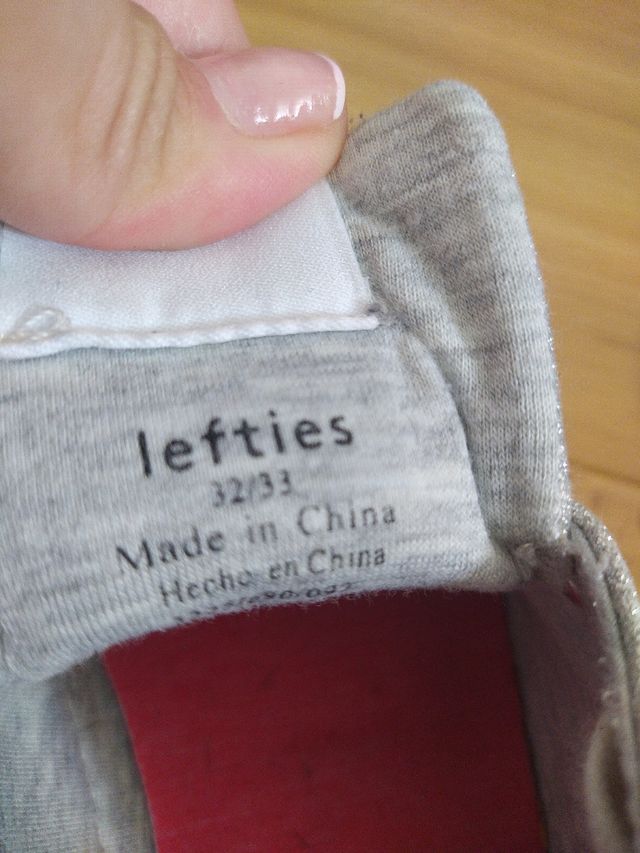 lefties
32/33
Made in China
Hecho en China